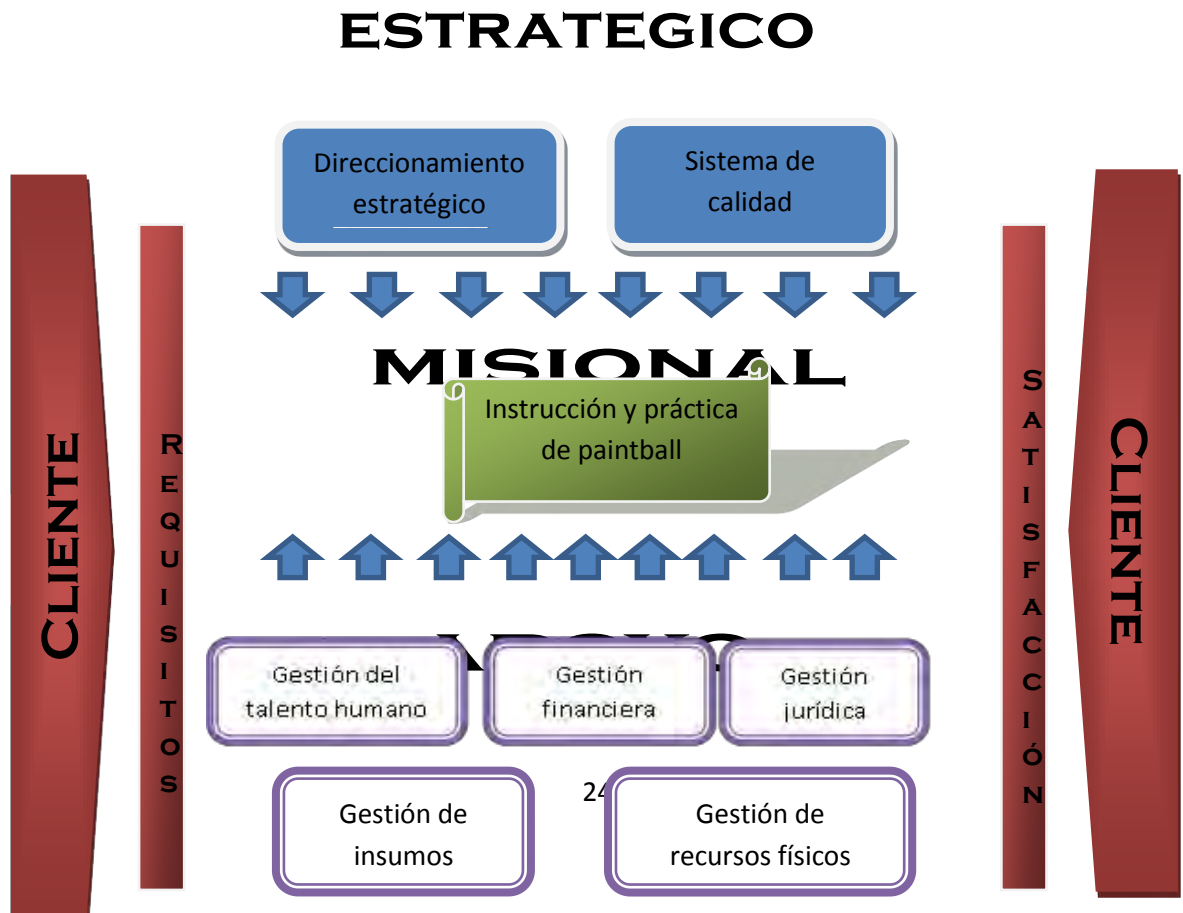 ESTRATEGICO
Direccionamiento
estratégico
Sistema de
calidad
MISIONAL
Instrucción y práctica
de paintball
CLIENTE
REQUISITOS
SATISFACCIÓN
CLIENTE
Gestión del
talento humano
Gestión
financiera
Gestión
jurídica
Gestión de
insumos
Gestión de
recursos físicos